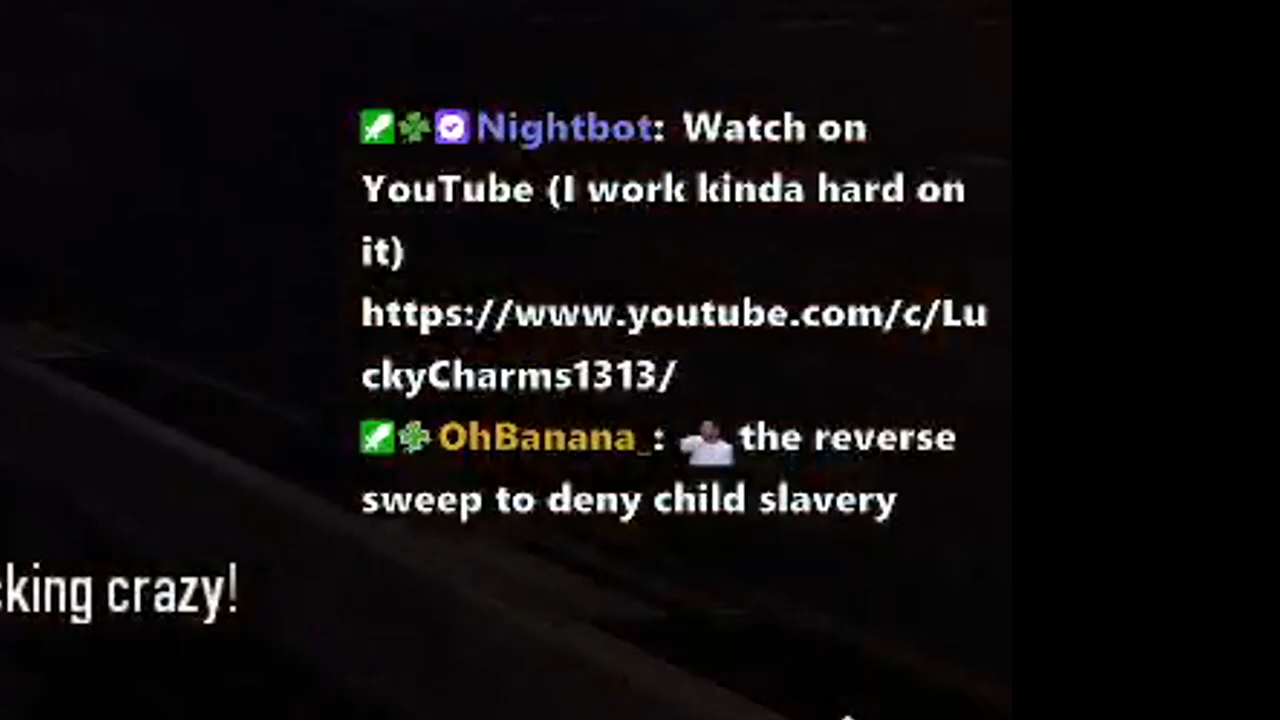 Nightbot: Watch on
YouTube (I work kinda hard on
it)
https://www.youtube.com/c/Lu
ckyCharms1313/
OhBanana_: the reverse
sweep to deny child slavery
cking crazy!